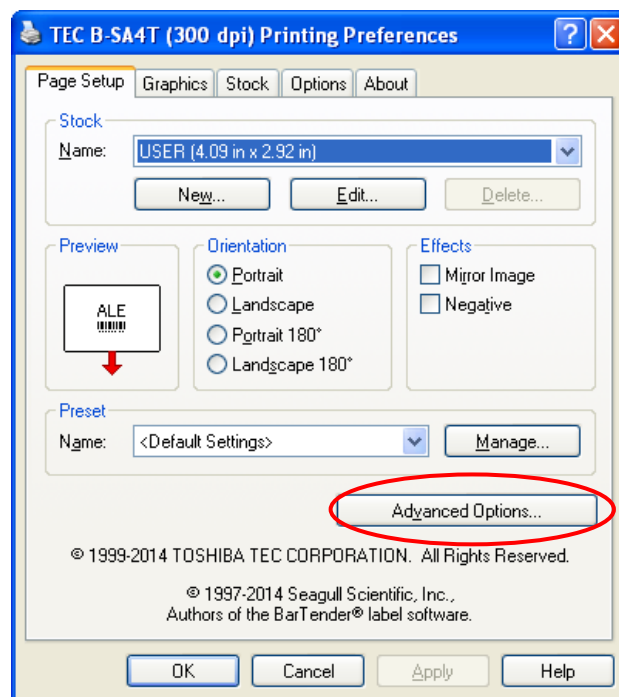 TEC B-SA4T (300 dpi) Printing Preferences
Page Setup Graphics Stock Options About
Stock
Name: USER (4.09 in x 2.92 in)
New... Edit... Delete...
Preview Orientation Effects
ALE
Portrait Mirror Image
Landscape Negative
Portrait 180°
Landscape 180°
Preset
Name: <Default Settings> Manage...
Advanced Options...
© 1999-2014 TOSHIBA TEC CORPORATION. All Rights Reserved.
© 1997-2014 Seagull Scientific, Inc.,
Authors of the BarTender® label software.
OK Cancel Apply Help